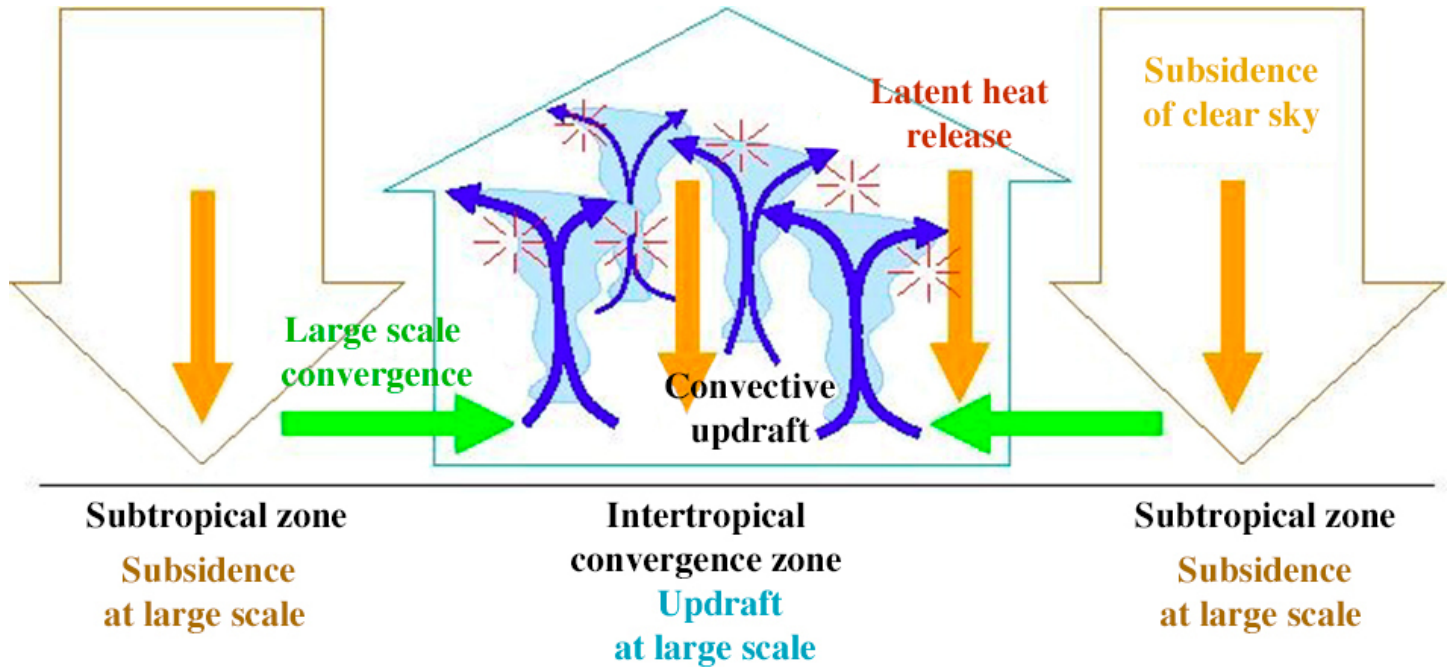 Latent heat
release
Subsidence
of clear sky
Large scale
convergence
Convective
updraft
Subtropical zone
Subsidence
at large scale
Intertropical
convergence zone
Updraft
at large scale
Subtropical zone
Subsidence
at large scale